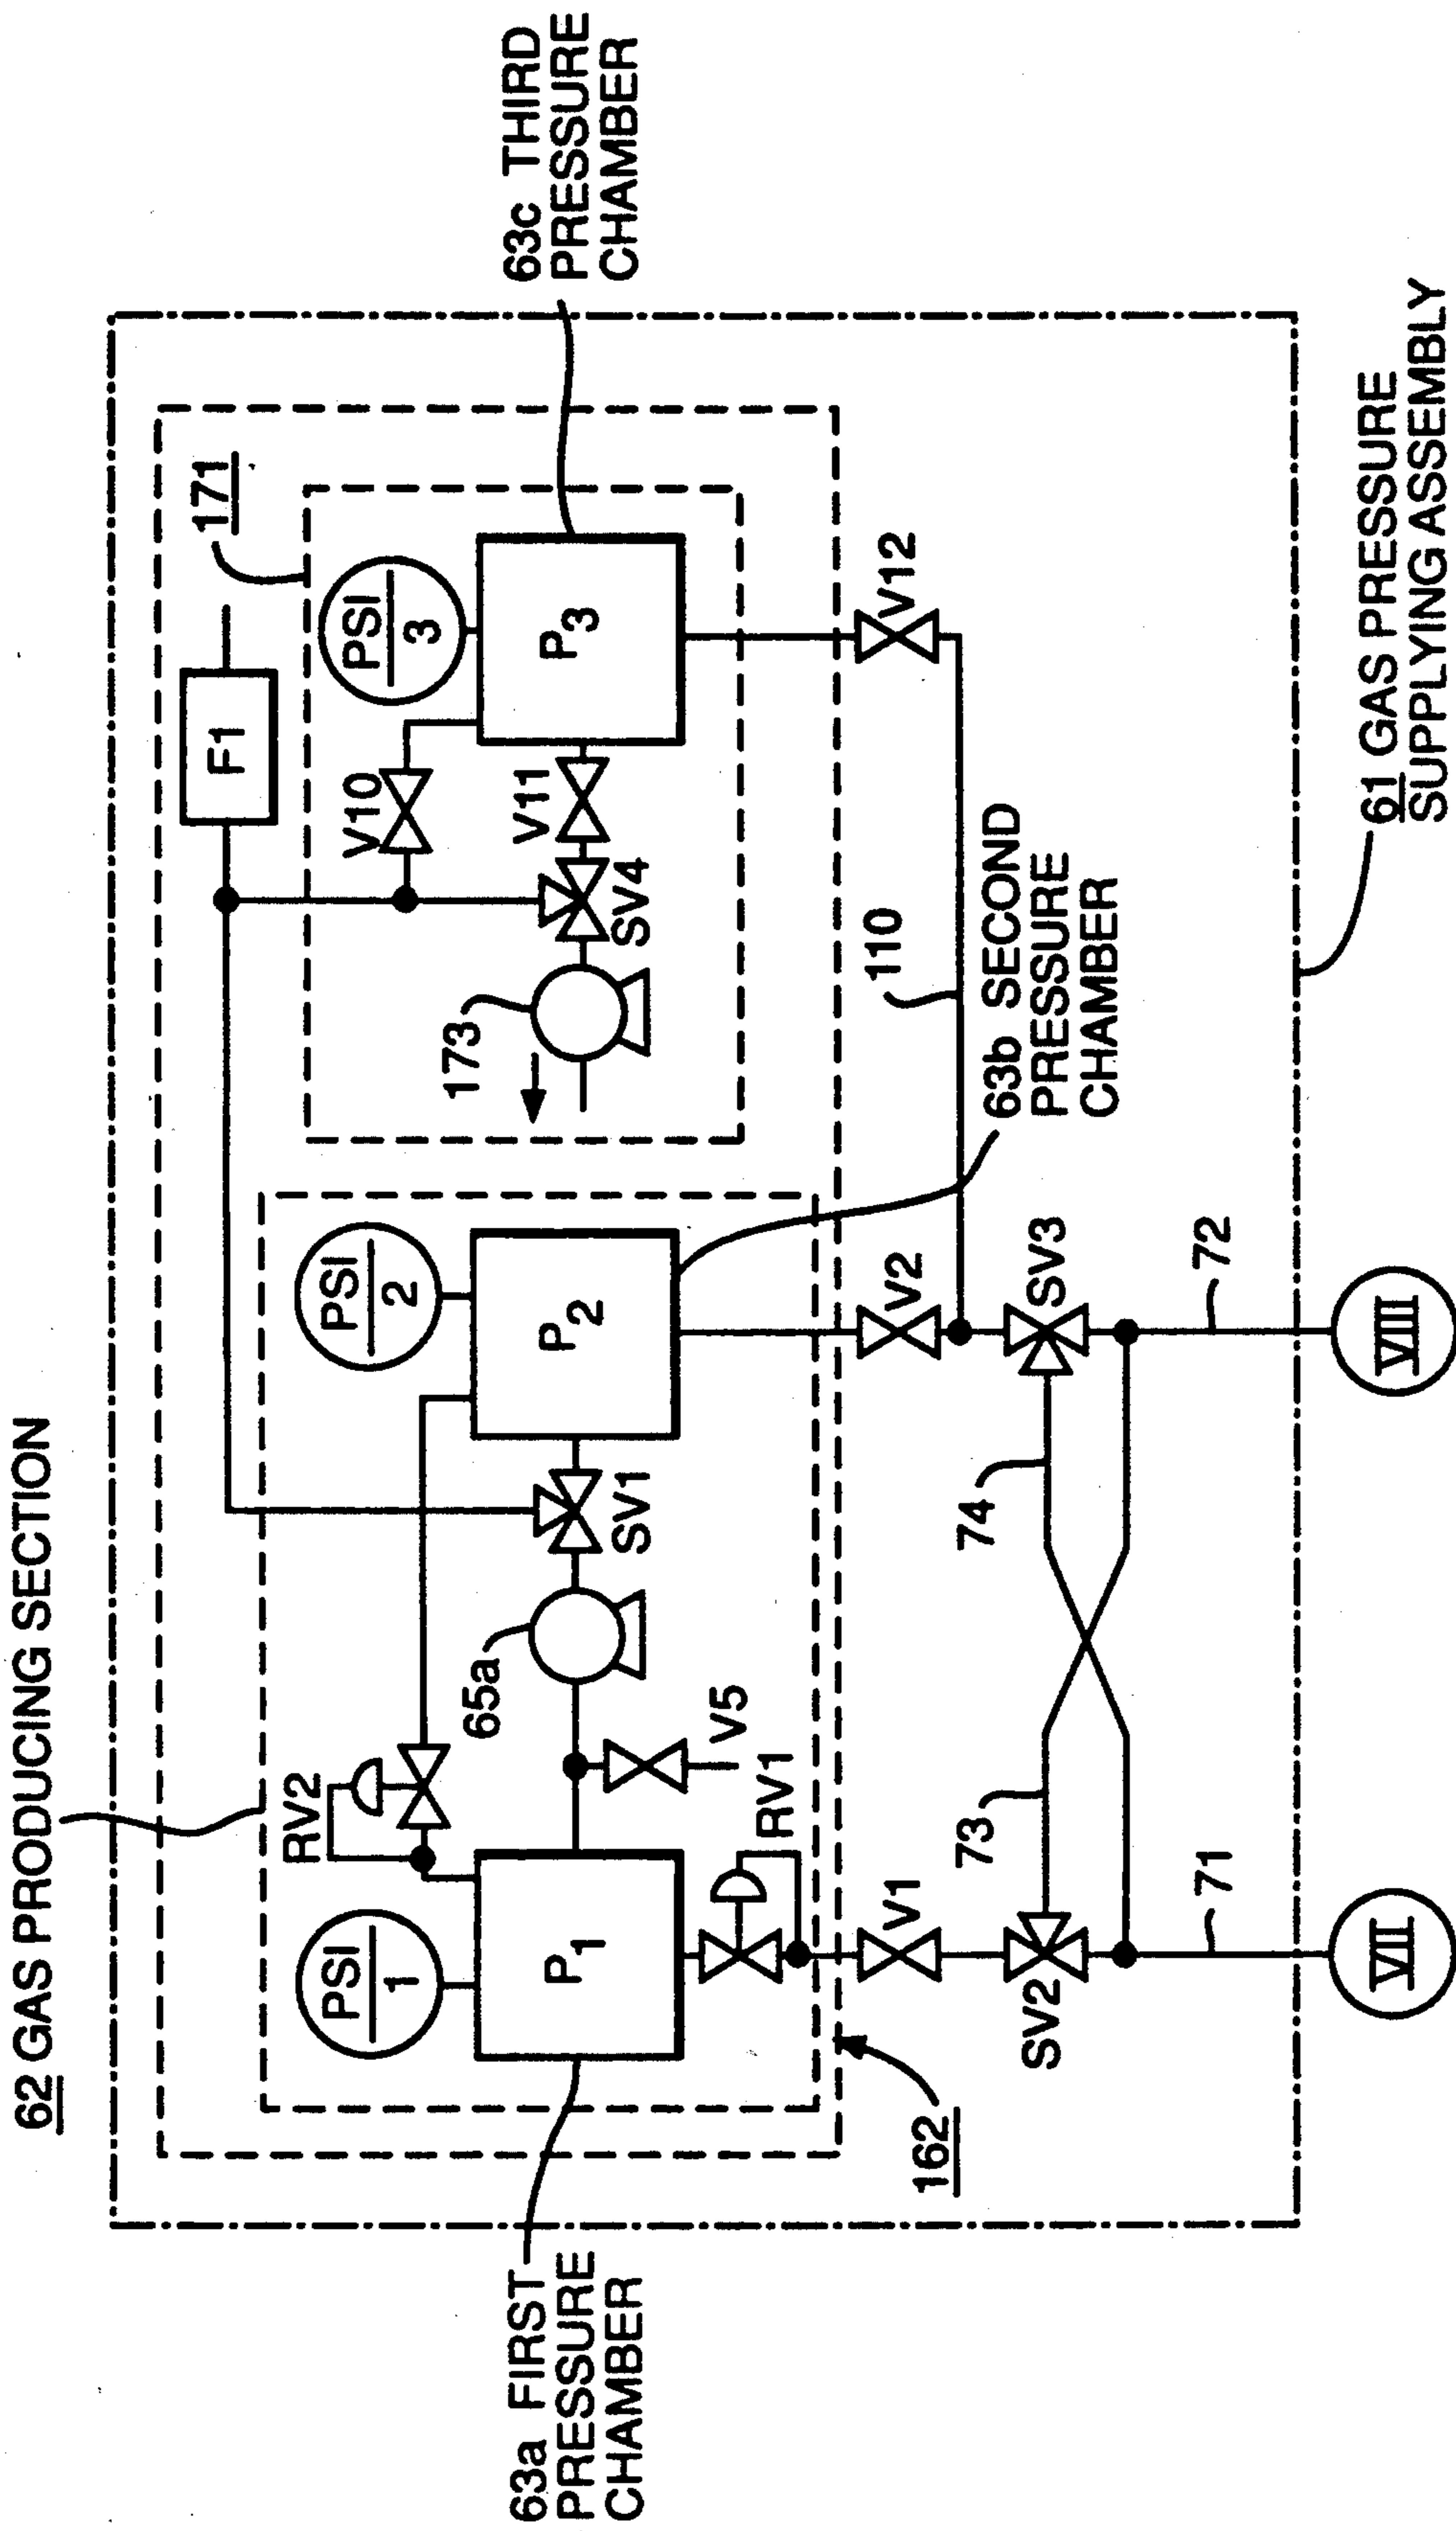 62 GAS PRODUCING SECTION
63a FIRST
PRESSURE
CHAMBER
63c THIRD
PRESSURE
CHAMBER
171
F1
PSI
1
PSI
2
PSI
3
RV2
V10
P1
P2
P3
65a
SV1
173
SV4
V11
V5
RV1
162
V1
V2
V12
110
63b SECOND
PRESSURE
CHAMBER
SV2
73
74
SV3
71
72
VII
VIII
61 GAS PRESSURE
SUPPLYING ASSEMBLY